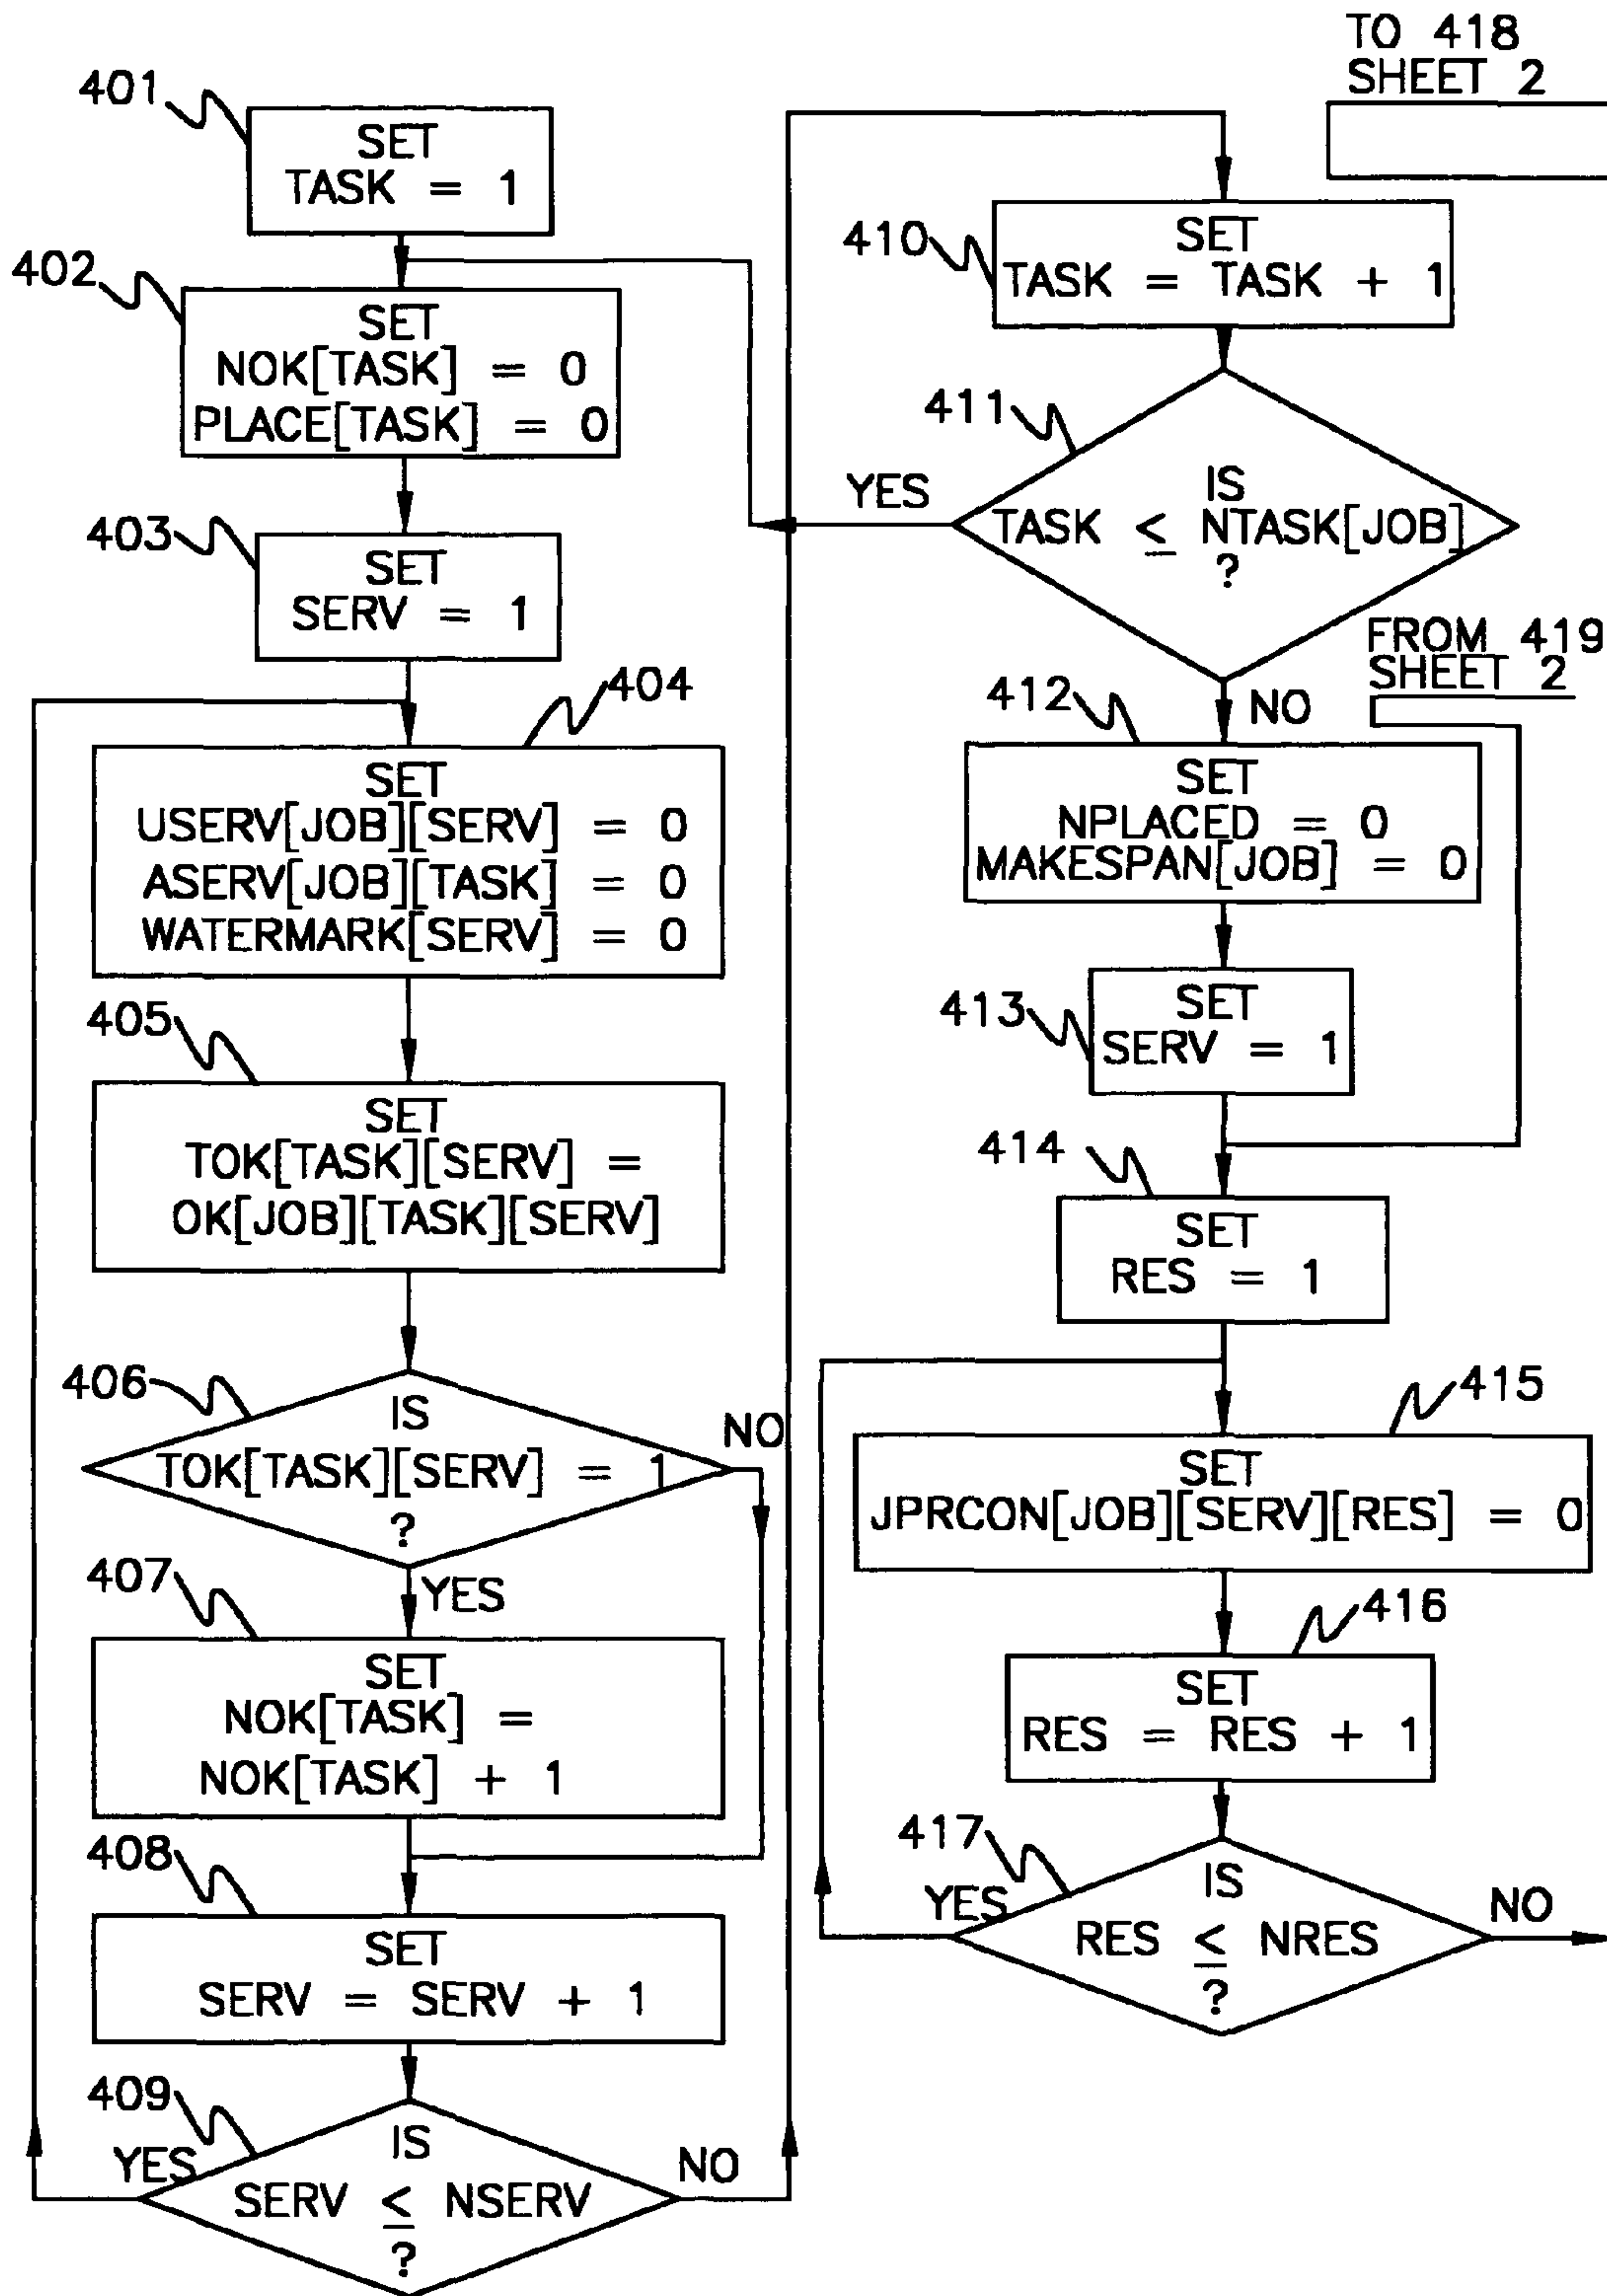 401
SET
TASK = 1
402
SET
NOK[TASK] = 0
PLACE[TASK] = 0
403
SET
SERV = 1
404
SET
USERV[JOB][SERV] = 0
ASERV[JOB][TASK] = 0
WATERMARK[SERV] = 0
405
SET
TOK[TASK][SERV] =
OK[JOB][TASK][SERV]
406
IS
TOK[TASK][SERV] = 1
?
NO
YES
407
SET
NOK[TASK] =
NOK[TASK] + 1
408
SET
SERV = SERV + 1
409
IS
SERV ≤ NSERV
?
YES
NO
TO 418
SHEET 2
410
SET
TASK = TASK + 1
411
IS
TASK ≤ NTASK[JOB]
?
YES
NO
FROM 419
SHEET 2
412
SET
NPLACED = 0
MAKESPAN[JOB] = 0
413
SET
SERV = 1
414
SET
RES = 1
415
SET
JPRCON[JOB][SERV][RES] = 0
416
SET
RES = RES + 1
417
IS
RES ≤ NRES
?
YES
NO